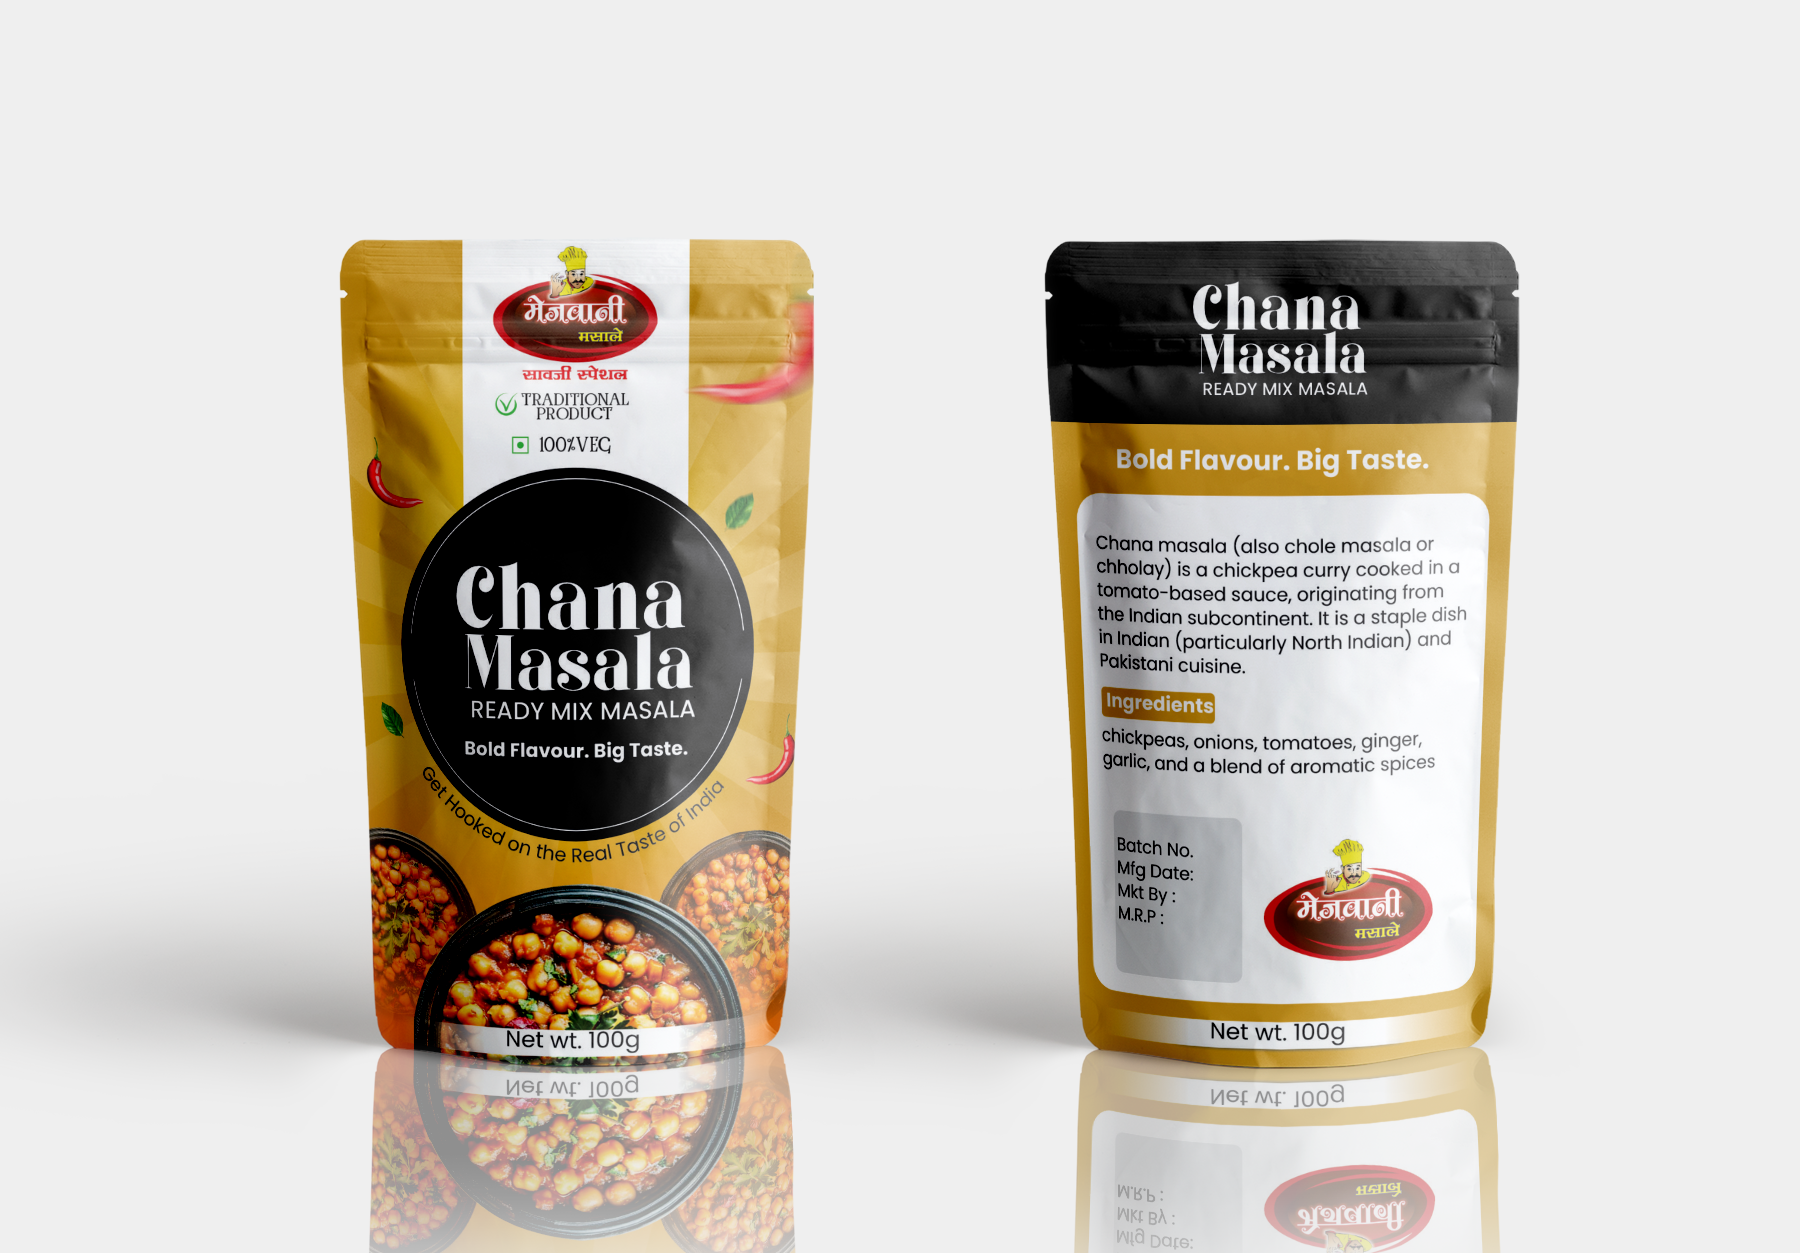 मेजवानी
मसाले
सावजी स्पेशल
TRADITIONAL
PRODUCT
100%VEG
Chana
Masala
READY MIX MASALA
Bold Flavour. Big Taste.
Get Hooked on the Real Taste of India
Net wt. 100g
Chana
Masala
READY MIX MASALA
Bold Flavour. Big Taste.
Chana masala (also chole masala or
chholay) is a chickpea curry cooked in a
tomato-based sauce, originating from
the Indian subcontinent. It is a staple dish
in Indian (particularly North Indian) and
Pakistani cuisine.
Ingredients
chickpeas, onions, tomatoes, ginger,
garlic, and a blend of aromatic spices
Batch No.
Mfg Date:
Mkt By :
M.R.P :
मेजवानी
मसाले
Net wt. 100g